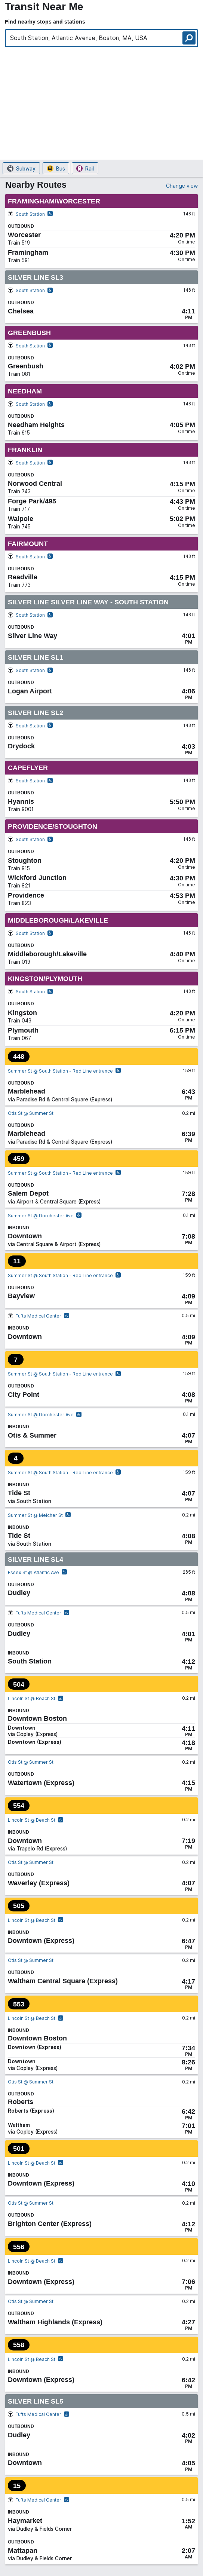 Transit Near Me
Find nearby stops and stations
South Station, Atlantic Avenue, Boston, MA, USA
Subway Bus Rail
Nearby Routes Change view
FRAMINGHAM/WORCESTER
South Station 148 ft
OUTBOUND
Worcester 4:20 PM
Train 519 On time
Framingham 4:30 PM
Train 591 On time
SILVER LINE SL3
South Station 148 ft
OUTBOUND
Chelsea 4:11
PM
GREENBUSH
South Station 148 ft
OUTBOUND
Greenbush 4:02 PM
Train 081 On time
NEEDHAM
South Station 148 ft
OUTBOUND
Needham Heights 4:05 PM
Train 615 On time
FRANKLIN
South Station 148 ft
OUTBOUND
Norwood Central 4:15 PM
Train 743 On time
Forge Park/495 4:43 PM
Train 717 On time
Walpole 5:02 PM
Train 745 On time
FAIRMOUNT
South Station 148 ft
OUTBOUND
Readville 4:15 PM
Train 773 On time
SILVER LINE SILVER LINE WAY - SOUTH STATION
South Station 148 ft
OUTBOUND
Silver Line Way 4:01
PM
SILVER LINE SL1
South Station 148 ft
OUTBOUND
Logan Airport 4:06
PM
SILVER LINE SL2
South Station 148 ft
OUTBOUND
Drydock 4:03
PM
CAPEFLYER
South Station 148 ft
OUTBOUND
Hyannis 5:50 PM
Train 9001 On time
PROVIDENCE/STOUGHTON
South Station 148 ft
OUTBOUND
Stoughton 4:20 PM
Train 915 On time
Wickford Junction 4:30 PM
Train 821 On time
Providence 4:53 PM
Train 823 On time
MIDDLEBOROUGH/LAKEVILLE
South Station 148 ft
OUTBOUND
Middleborough/Lakeville 4:40 PM
Train 019 On time
KINGSTON/PLYMOUTH
South Station 148 ft
OUTBOUND
Kingston 4:20 PM
Train 043 On time
Plymouth 6:15 PM
Train 067 On time
448
Summer St @ South Station - Red Line entrance 159 ft
OUTBOUND
Marblehead 6:43
via Paradise Rd & Central Square (Express) PM
Otis St @ Summer St 0.2 mi
OUTBOUND
Marblehead 6:39
via Paradise Rd & Central Square (Express) PM
459
Summer St @ South Station - Red Line entrance 159 ft
OUTBOUND
Salem Depot 7:28
via Airport & Central Square (Express) PM
Summer St @ Dorchester Ave 0.1 mi
INBOUND
Downtown 7:08
via Central Square & Airport (Express) PM
11
Summer St @ South Station - Red Line entrance 159 ft
OUTBOUND
Bayview 4:09
PM
Tufts Medical Center 0.5 mi
INBOUND
Downtown 4:09
PM
7
Summer St @ South Station - Red Line entrance 159 ft
OUTBOUND
City Point 4:08
PM
Summer St @ Dorchester Ave 0.1 mi
INBOUND
Otis & Summer 4:07
PM
4
Summer St @ South Station - Red Line entrance 159 ft
INBOUND
Tide St 4:07
via South Station PM
Summer St @ Melcher St 0.2 mi
INBOUND
Tide St 4:08
via South Station PM
SILVER LINE SL4
Essex St @ Atlantic Ave 285 ft
OUTBOUND
Dudley 4:08
PM
Tufts Medical Center 0.5 mi
OUTBOUND
Dudley 4:01
PM
INBOUND
South Station 4:12
PM
504
Lincoln St @ Beach St 0.2 mi
INBOUND
Downtown Boston
Downtown 4:11
via Copley (Express) PM
Downtown (Express) 4:18
PM
Otis St @ Summer St 0.2 mi
OUTBOUND
Watertown (Express) 4:15
PM
554
Lincoln St @ Beach St 0.2 mi
INBOUND
Downtown 7:19
via Trapelo Rd (Express) PM
Otis St @ Summer St 0.2 mi
OUTBOUND
Waverley (Express) 4:07
PM
505
Lincoln St @ Beach St 0.2 mi
INBOUND
Downtown (Express) 6:47
PM
Otis St @ Summer St 0.2 mi
OUTBOUND
Waltham Central Square (Express) 4:17
PM
553
Lincoln St @ Beach St 0.2 mi
INBOUND
Downtown Boston
Downtown (Express) 7:34
PM
Downtown 8:26
via Copley (Express) PM
Otis St @ Summer St 0.2 mi
OUTBOUND
Roberts
Roberts (Express) 6:42
PM
Waltham 7:01
via Copley (Express) PM
501
Lincoln St @ Beach St 0.2 mi
INBOUND
Downtown (Express) 4:10
PM
Otis St @ Summer St 0.2 mi
OUTBOUND
Brighton Center (Express) 4:12
PM
556
Lincoln St @ Beach St 0.2 mi
INBOUND
Downtown (Express) 7:06
PM
Otis St @ Summer St 0.2 mi
OUTBOUND
Waltham Highlands (Express) 4:27
PM
558
Lincoln St @ Beach St 0.2 mi
INBOUND
Downtown (Express) 6:42
PM
SILVER LINE SL5
Tufts Medical Center 0.5 mi
OUTBOUND
Dudley 4:02
PM
INBOUND
Downtown 4:05
PM
15
Tufts Medical Center 0.5 mi
INBOUND
Haymarket 1:52
via Dudley & Fields Corner AM
OUTBOUND
Mattapan 2:07
via Dudley & Fields Corner AM